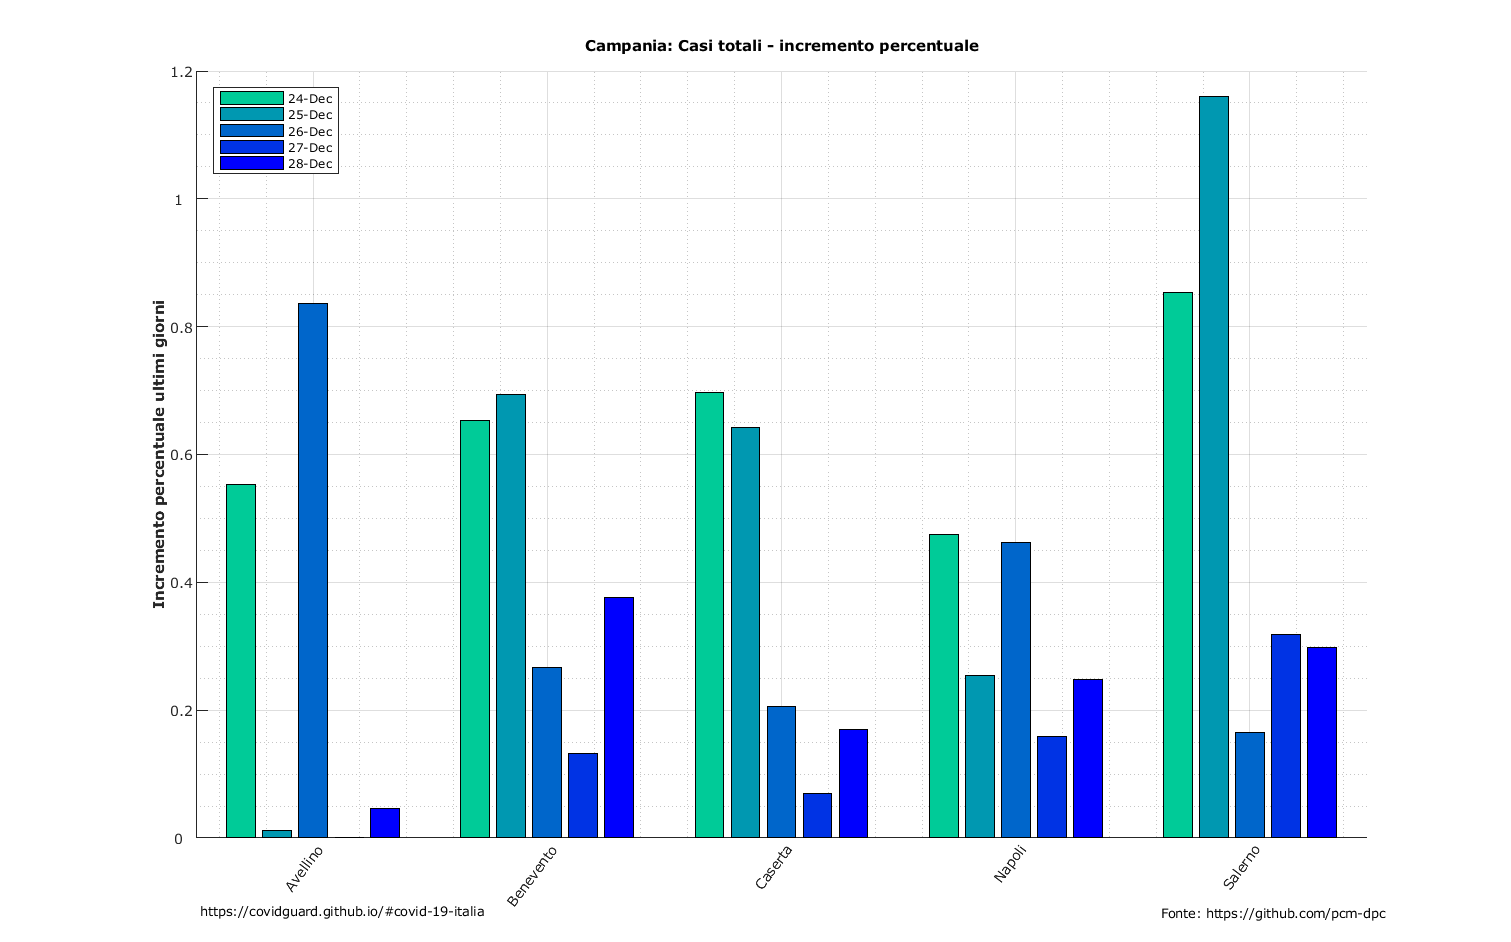 Campania: Casi totali - incremento percentuale
1.2
1
0.8
0.6
0.4
0.2
0
Incremento percentuale ultimi giorni
24-Dec
25-Dec
26-Dec
27-Dec
28-Dec
Avellino
Benevento
Caserta
Napoli
Salerno
https://covidguard.github.io/#covid-19-italia
Fonte: https://github.com/pcm-dpc